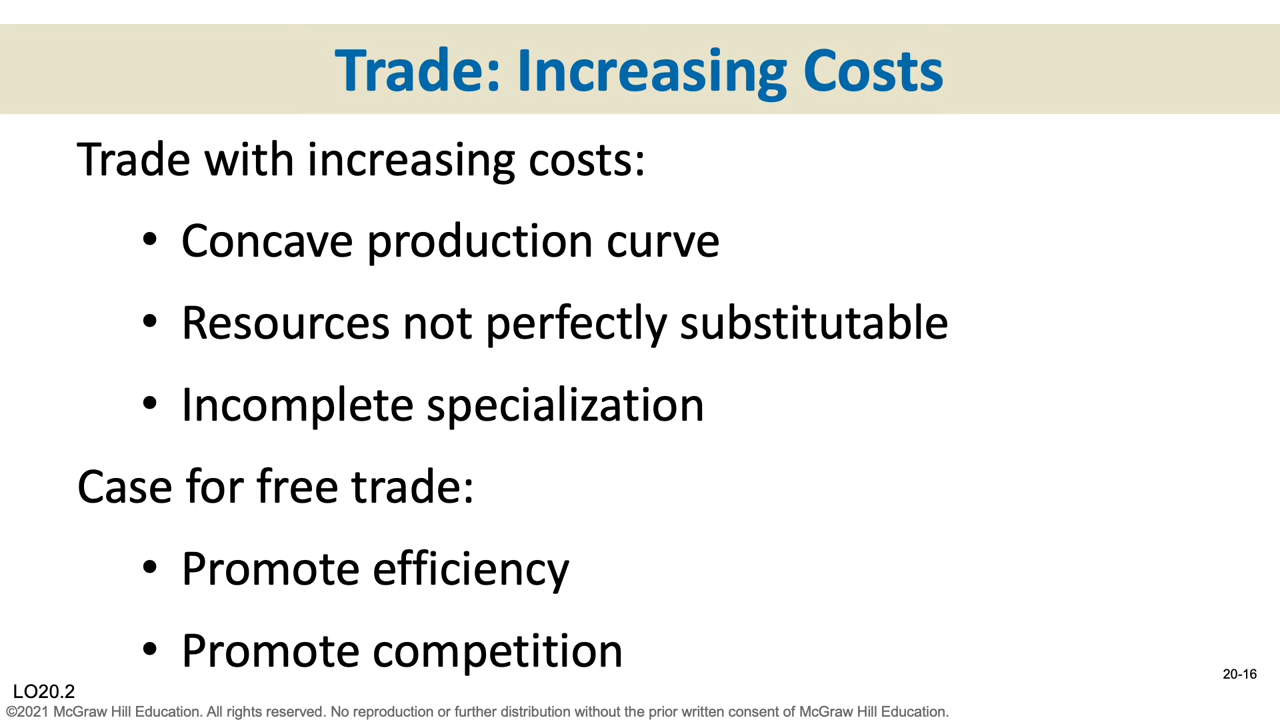 Trade: Increasing Costs
Trade with increasing costs:
• Concave production curve
• Resources not perfectly substitutable
• Incomplete specialization
Case for free trade:
• Promote efficiency
• Promote competition
20-16
LO20.2
©2021 McGraw Hill Education. All rights reserved. No reproduction or further distribution without the prior written consent of McGraw Hill Education.